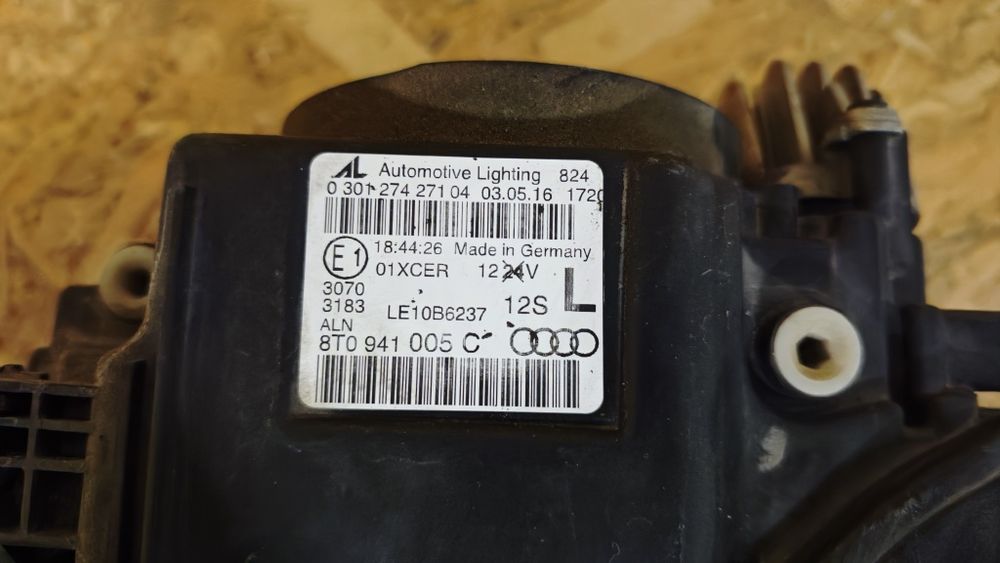 AL Automotive Lighting 824
0 301 274 271 04 03.05.16 1720
E1 18:44:26 Made in Germany
01XCER 12 24V L
3070
3183 LE10B6237 12S
ALN
8T0 941 005 C